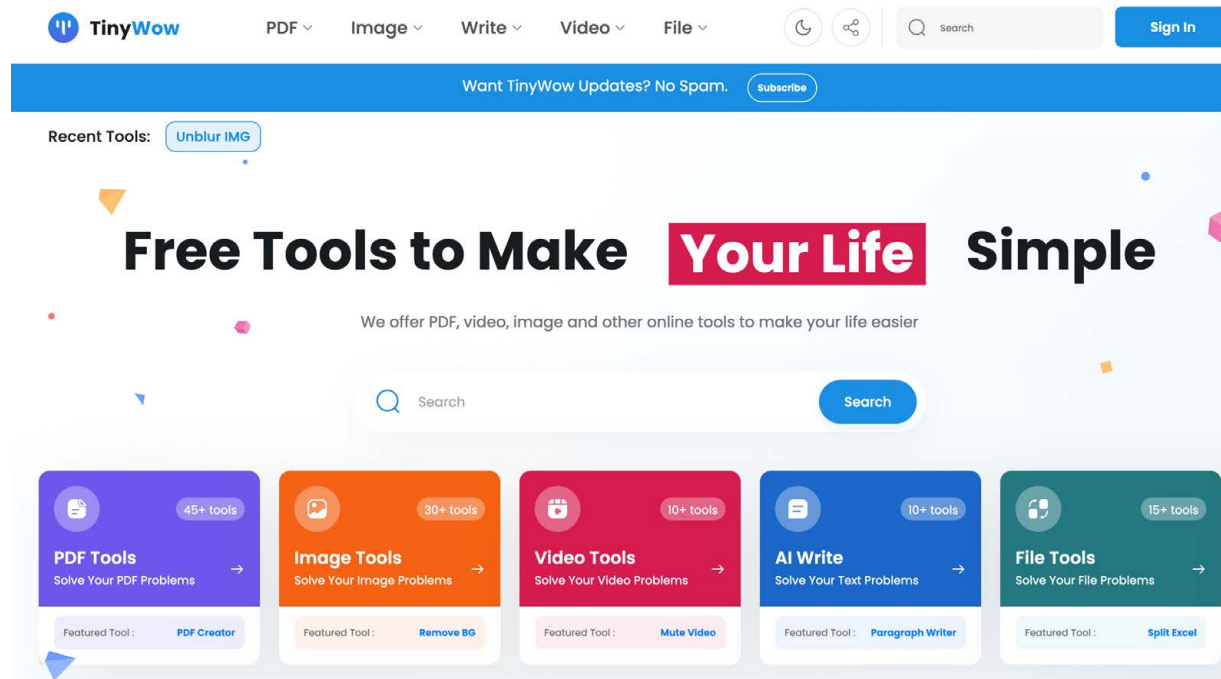 TinyWow PDF Image Write Video File Search Sign In
Want TinyWow Updates? No Spam. Subscribe
Recent Tools: Unblur IMG
Free Tools to Make Your Life Simple
We offer PDF, video, image and other online tools to make your life easier
Search Search
45+ tools
PDF Tools
Solve Your PDF Problems
Featured Tool : PDF Creator
30+ tools
Image Tools
Solve Your Image Problems
Featured Tool : Remove BG
10+ tools
Video Tools
Solve Your Video Problems
Featured Tool : Mute Video
10+ tools
AI Write
Solve Your Text Problems
Featured Tool : Paragraph Writer
15+ tools
File Tools
Solve Your File Problems
Featured Tool : Split Excel